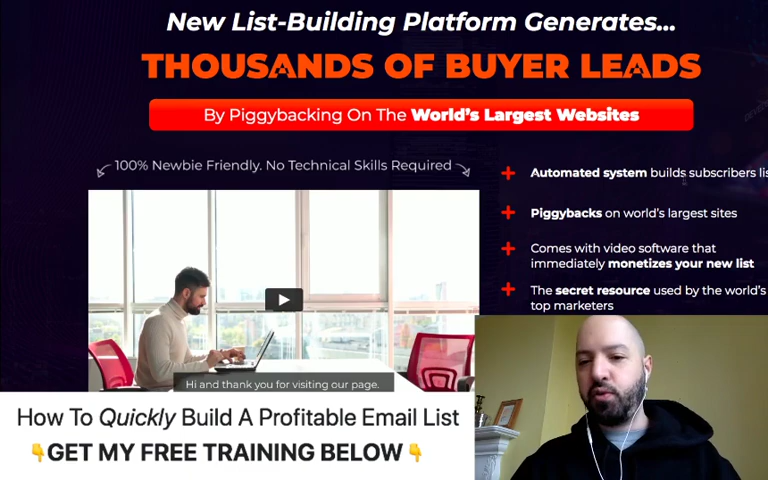 New List-Building Platform Generates...
THOUSANDS OF BUYER LEADS
By Piggybacking On The World's Largest Websites
100% Newbie Friendly. No Technical Skills Required
Hi and thank you for visiting our page.
Automated system builds subscribers lis
Piggybacks on world's largest sites
Comes with video software that
immediately monetizes your new list
The secret resource used by the world's
top marketers
How To Quickly Build A Profitable Email List
👇GET MY FREE TRAINING BELOW👇